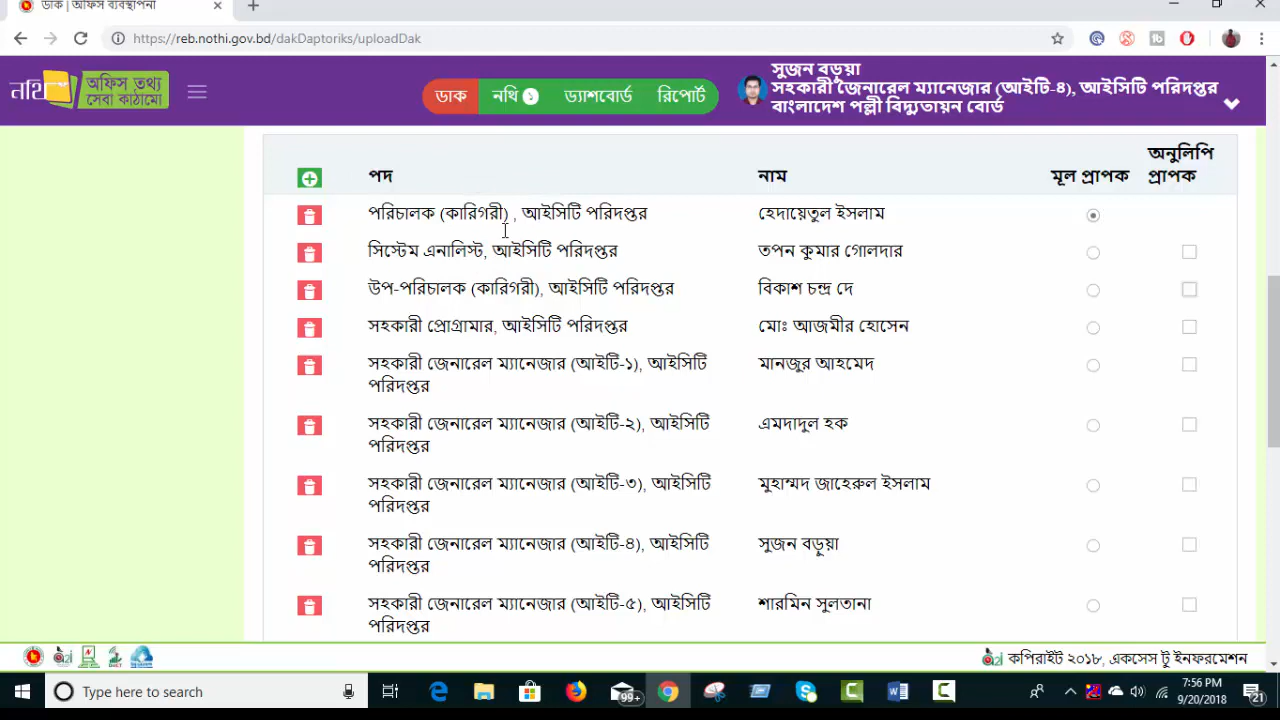 ডাক | অফিস ব্যবস্থাপনা
https://reb.nothi.gov.bd/dakDaptoriks/uploadDak
নথি অফিস তথ্য
সেবা কাঠামো
ডাক নথি ১ ড্যাশবোর্ড রিপোর্ট
সুজন বড়ুয়া
সহকারী জেনারেল ম্যানেজার (আইটি-৪), আইসিটি পরিদপ্তর
বাংলাদেশ পল্লী বিদ্যুতায়ন বোর্ড
পদ নাম মূল প্রাপক অনুলিপি প্রাপক
পরিচালক (কারিগরী) , আইসিটি পরিদপ্তর হেদায়েতুল ইসলাম
সিস্টেম এনালিস্ট, আইসিটি পরিদপ্তর তপন কুমার গোলদার
উপ-পরিচালক (কারিগরী), আইসিটি পরিদপ্তর বিকাশ চন্দ্র দে
সহকারী প্রোগ্রামার, আইসিটি পরিদপ্তর মোঃ আজমীর হোসেন
সহকারী জেনারেল ম্যানেজার (আইটি-১), আইসিটি মানজুর আহমেদ
পরিদপ্তর
সহকারী জেনারেল ম্যানেজার (আইটি-২), আইসিটি এমদাদুল হক
পরিদপ্তর
সহকারী জেনারেল ম্যানেজার (আইটি-৩), আইসিটি মুহাম্মদ জাহেরুল ইসলাম
পরিদপ্তর
সহকারী জেনারেল ম্যানেজার (আইটি-৪), আইসিটি সুজন বড়ুয়া
পরিদপ্তর
সহকারী জেনারেল ম্যানেজার (আইটি-৫), আইসিটি শারমিন সুলতানা
পরিদপ্তর
কপিরাইট ২০১৮, একসেস টু ইনফরমেশন
Type here to search
99+
7:56 PM
9/20/2018
21